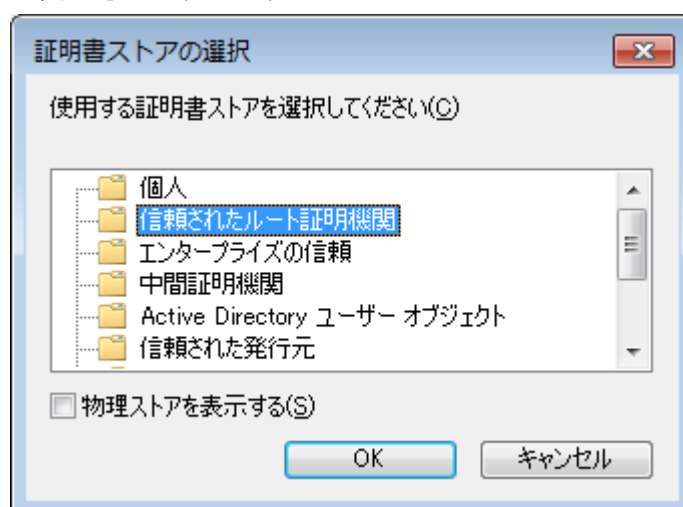 証明書ストアの選択
使用する証明書ストアを選択してください(C)
個人
信頼されたルート証明機関
エンタープライズの信頼
中間証明機関
Active Directory ユーザー オブジェクト
信頼された発行元
物理ストアを表示する(S)
OK
キャンセル